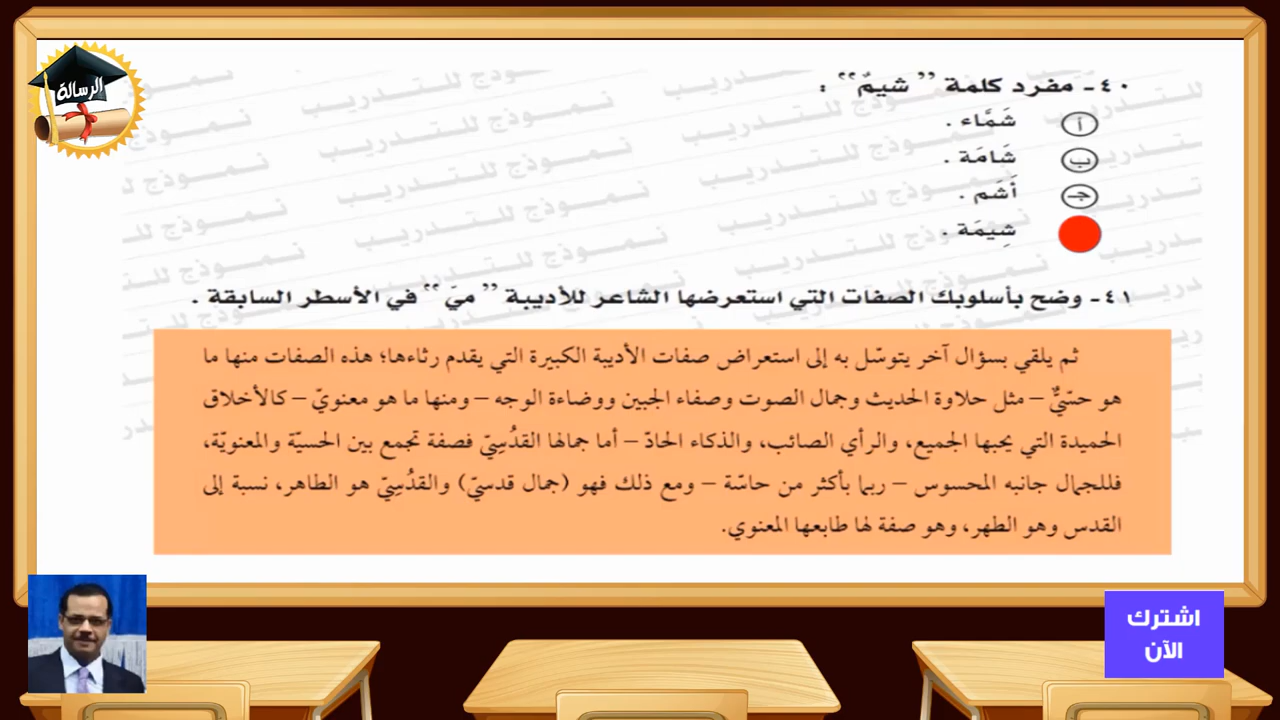 الرسالة
٤٠- مفرد كلمة ” شيمٌ “ :
أ شَمَّاء .
ب شَامَة .
جـ أَشَم .
شِيمَة .
٤١- وضح بأسلوبك الصفات التي استعرضها الشاعر للأديبة ” ميّ “ في الأسطر السابقة .
ثم يلقي بسؤال آخر يتوسّل به إلى استعراض صفات الأديبة الكبيرة التي يقدم رثاءها؛ هذه الصفات منها ما
هو حسّيٌّ – مثل حلاوة الحديث وجمال الصوت وصفاء الجبين ووضاءة الوجه – ومنها ما هو معنويّ – كالأخلاق
الحميدة التي يحبها الجميع، والرأي الصائب، والذكاء الحادّ – أما جمالها القدُسِيّ فصفة تجمع بين الحسيّة والمعنويّة،
فللجمال جانبه المحسوس – ربما بأكثر من حاسّة – ومع ذلك فهو (جمال قدسيّ) والقدُسِيّ هو الطاهر، نسبة إلى
القدس وهو الطهر، وهو صفة لها طابعها المعنوي.
اشترك
الآن
نـمـوذج للـتـدريـب